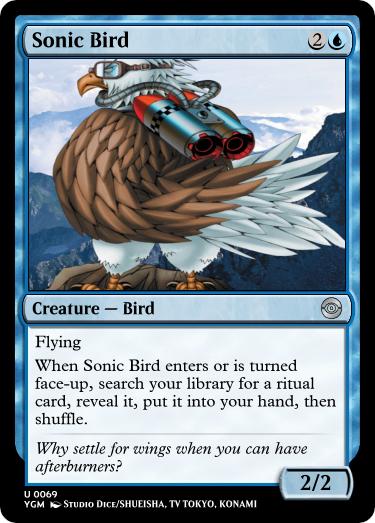 Sonic Bird 2
Creature — Bird
Flying
When Sonic Bird enters or is turned
face-up, search your library for a ritual
card, reveal it, put it into your hand, then
shuffle.
Why settle for wings when you can have
afterburners?
2/2
U 0069
YGM Studio Dice/SHUEISHA, TV TOKYO, KONAMI